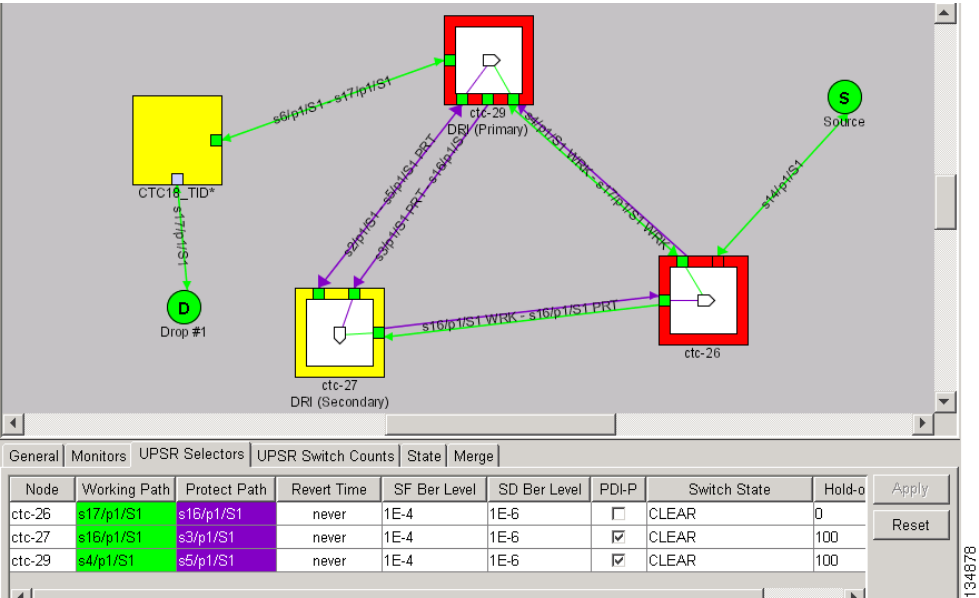 s6/p1/S1 - s17/p1/S1
ctc-29
DRI (Primary)
S
Source
CTC18_TID*
s17/p1/S1
D
Drop #1
s2/p1/S1 - s5/p1/S1 PRT
s3/p1/S1 PRT - s16/p1/S1
s4/p1/S1 WRK - s17/p1/S1 WRK
s14/p1/S1
s16/p1/S1 WRK - s16/p1/S1 PRT
ctc-26
ctc-27
DRI (Secondary)
General Monitors UPSR Selectors UPSR Switch Counts State Merge
Node Working Path Protect Path Revert Time SF Ber Level SD Ber Level PDI-P Switch State Hold-o
ctc-26 s17/p1/S1 s16/p1/S1 never 1E-4 1E-6 CLEAR 0
ctc-27 s16/p1/S1 s3/p1/S1 never 1E-4 1E-6 CLEAR 100
ctc-29 s4/p1/S1 s5/p1/S1 never 1E-4 1E-6 CLEAR 100
Apply
Reset
134878